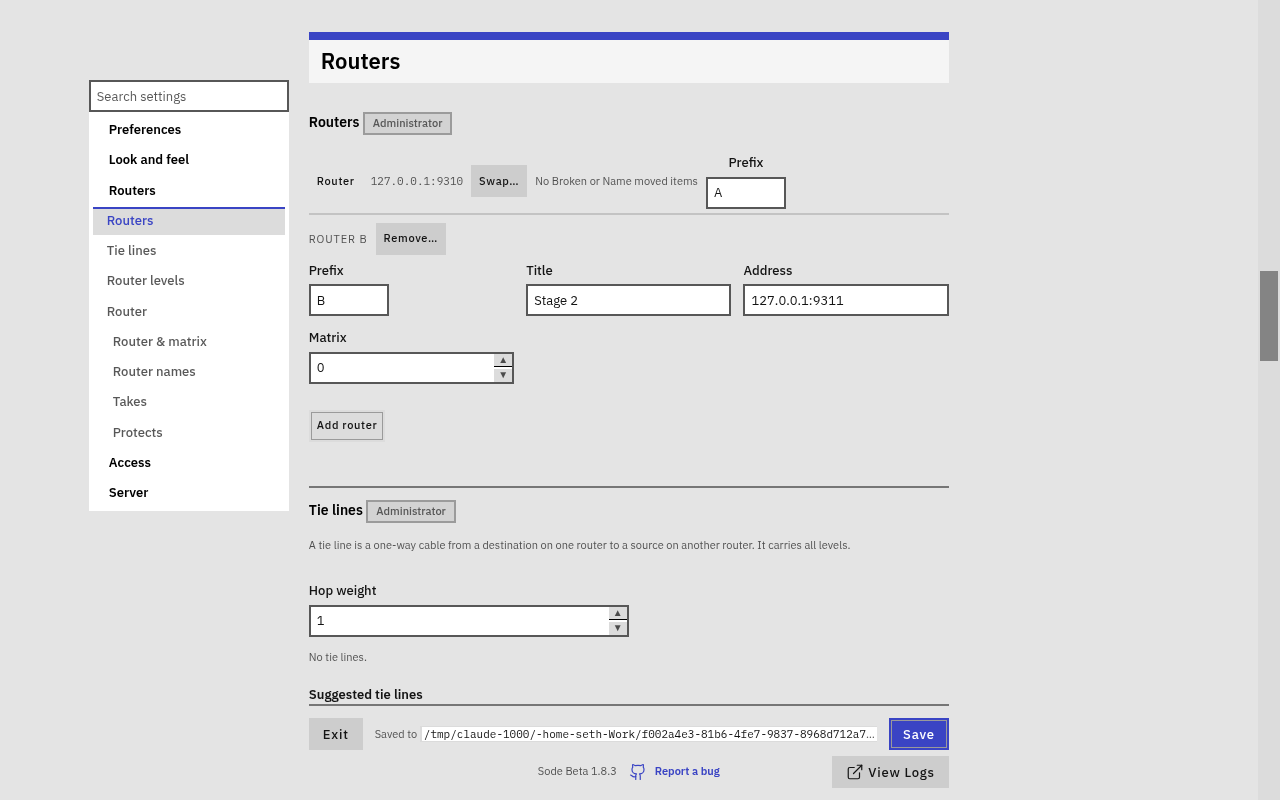 Routers
Search settings
Preferences
Look and feel
Routers
Routers
Tie lines
Router levels
Router
Router & matrix
Router names
Takes
Protects
Access
Server
Routers Administrator
Prefix
Router 127.0.0.1:9310 Swap... No Broken or Name moved items A
ROUTER B Remove...
Prefix Title Address
B Stage 2 127.0.0.1:9311
Matrix
0
Add router
Tie lines Administrator
A tie line is a one-way cable from a destination on one router to a source on another router. It carries all levels.
Hop weight
1
No tie lines.
Suggested tie lines
Exit Saved to /tmp/claude-1000/-home-seth-Work/f002a4e3-81b6-4fe7-9837-8968d712a7... Save
Sode Beta 1.8.3 Report a bug View Logs